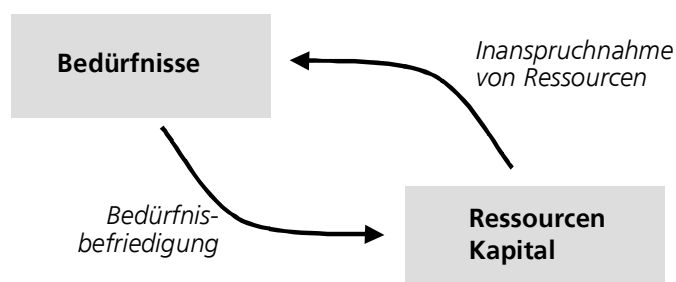 Bedürfnisse
Inanspruchnahme
von Ressourcen
Bedürfnis-
befriedigung
Ressourcen
Kapital